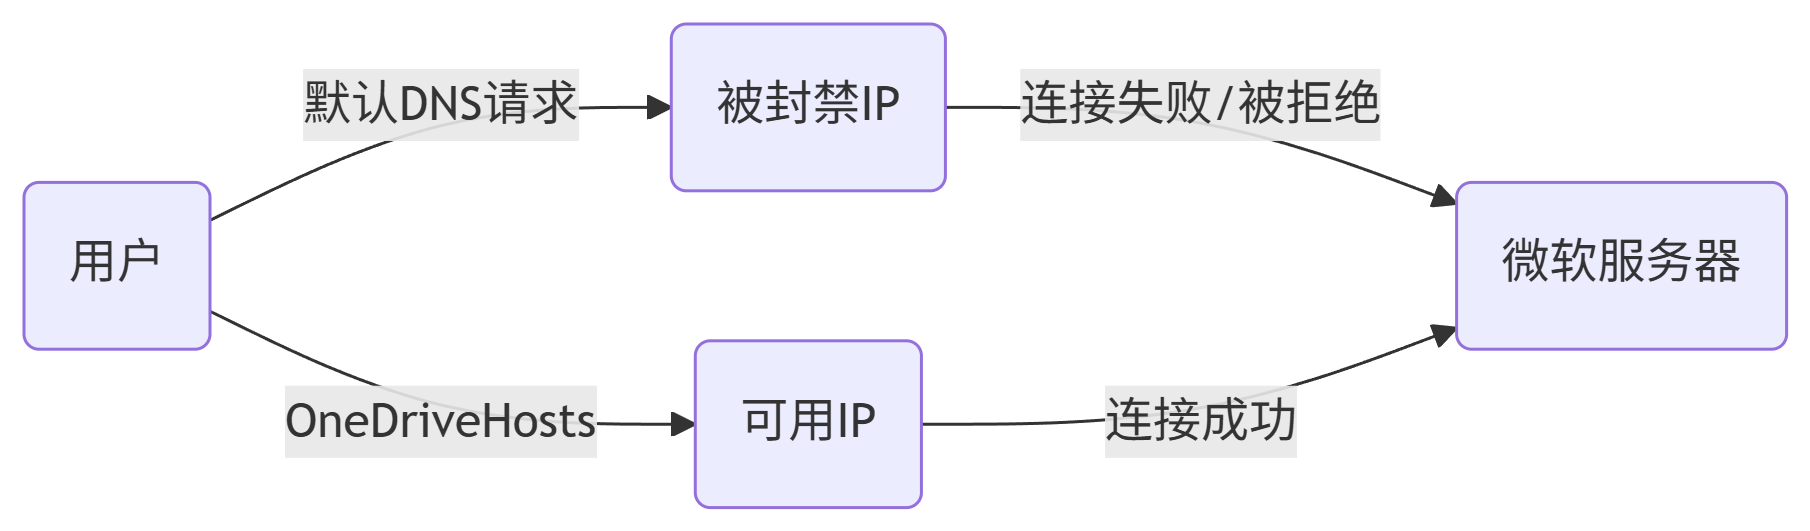 默认DNS请求
被封禁IP
连接失败/被拒绝
用户
微软服务器
OneDriveHosts
可用IP
连接成功